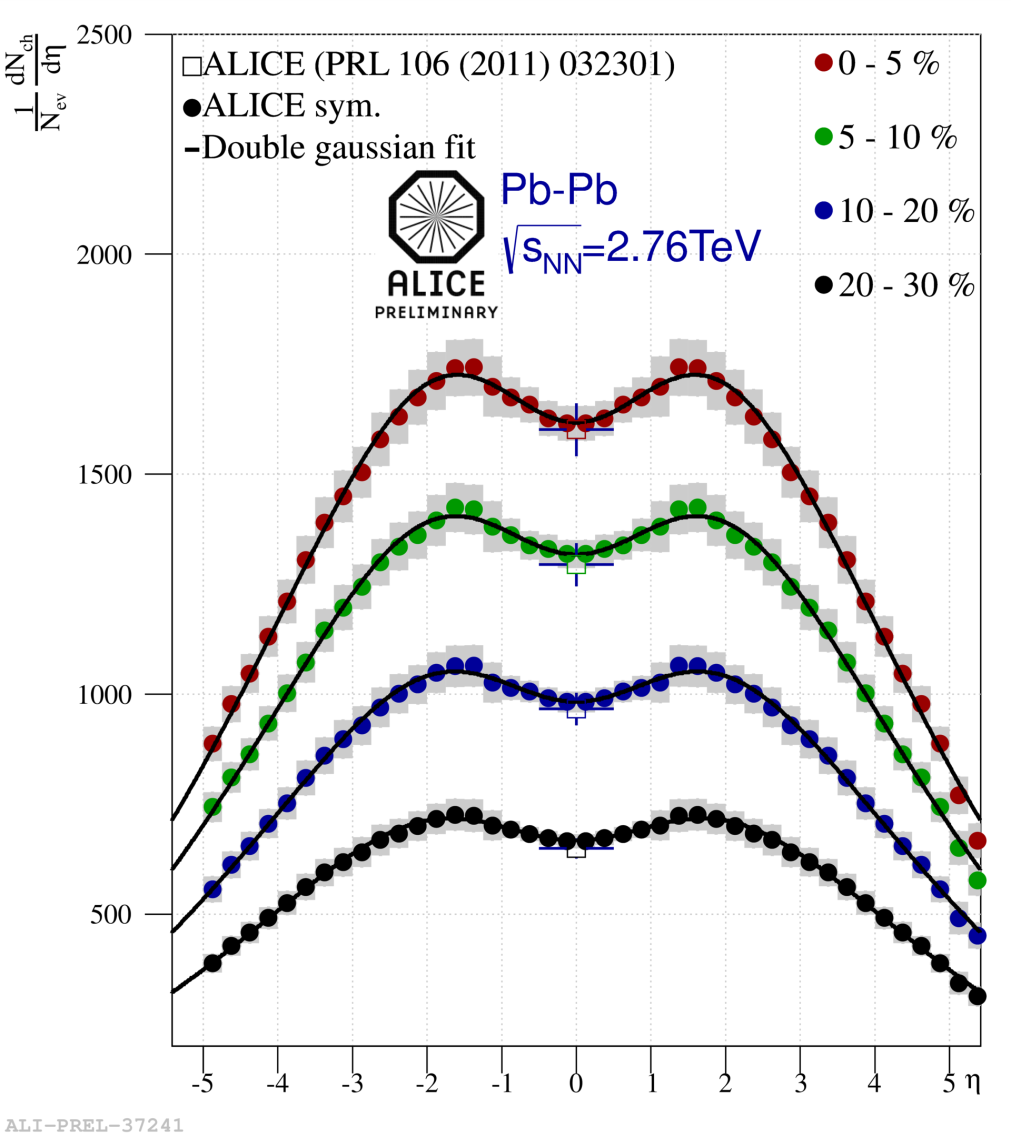 1/N_ev dN_ch/dη
2500
2000
1500
1000
500
□ALICE (PRL 106 (2011) 032301)
●ALICE sym.
–Double gaussian fit
0 - 5 %
5 - 10 %
10 - 20 %
20 - 30 %
Pb-Pb
√s_NN=2.76TeV
ALICE
PRELIMINARY
-5 -4 -3 -2 -1 0 1 2 3 4 5 η
ALI-PREL-37241